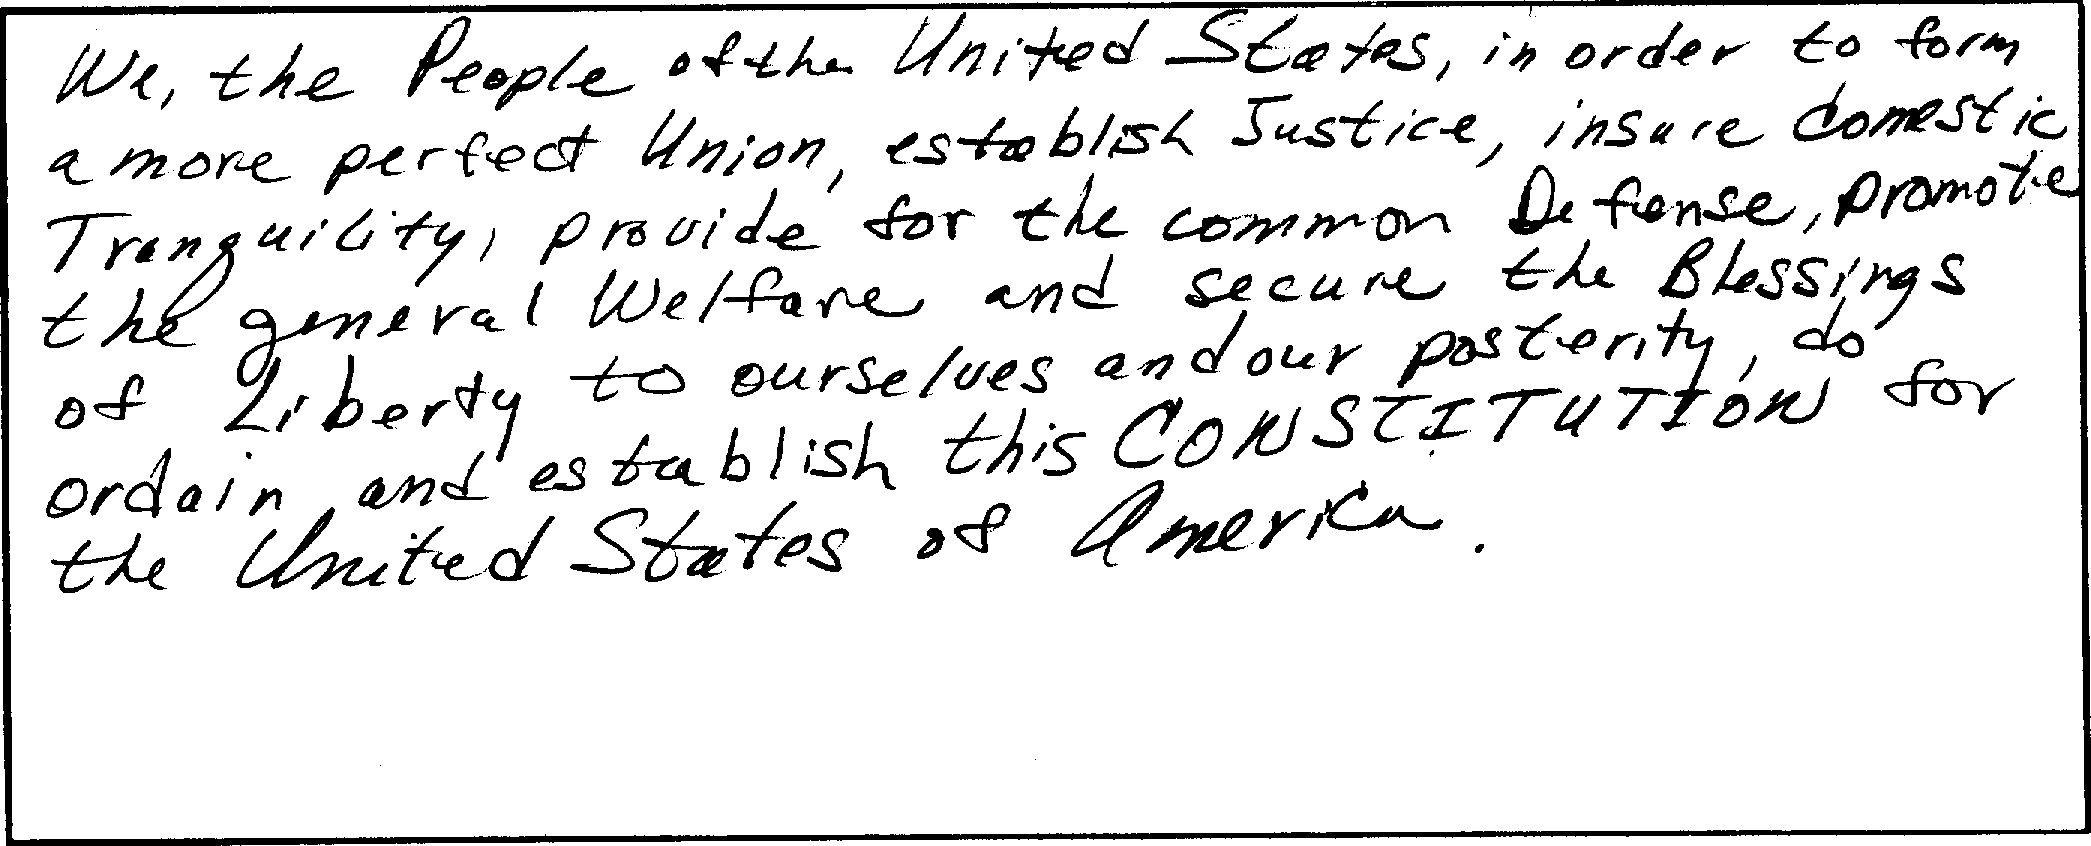 We, the People of the United States, in order to form
a more perfect Union, establish Justice, insure domestic
Tranquility, provide for the common Defense, promote
the general Welfare and secure the Blessings
of Liberty to ourselves and our posterity, do
ordain and establish this CONSTITUTION for
the United States of America.